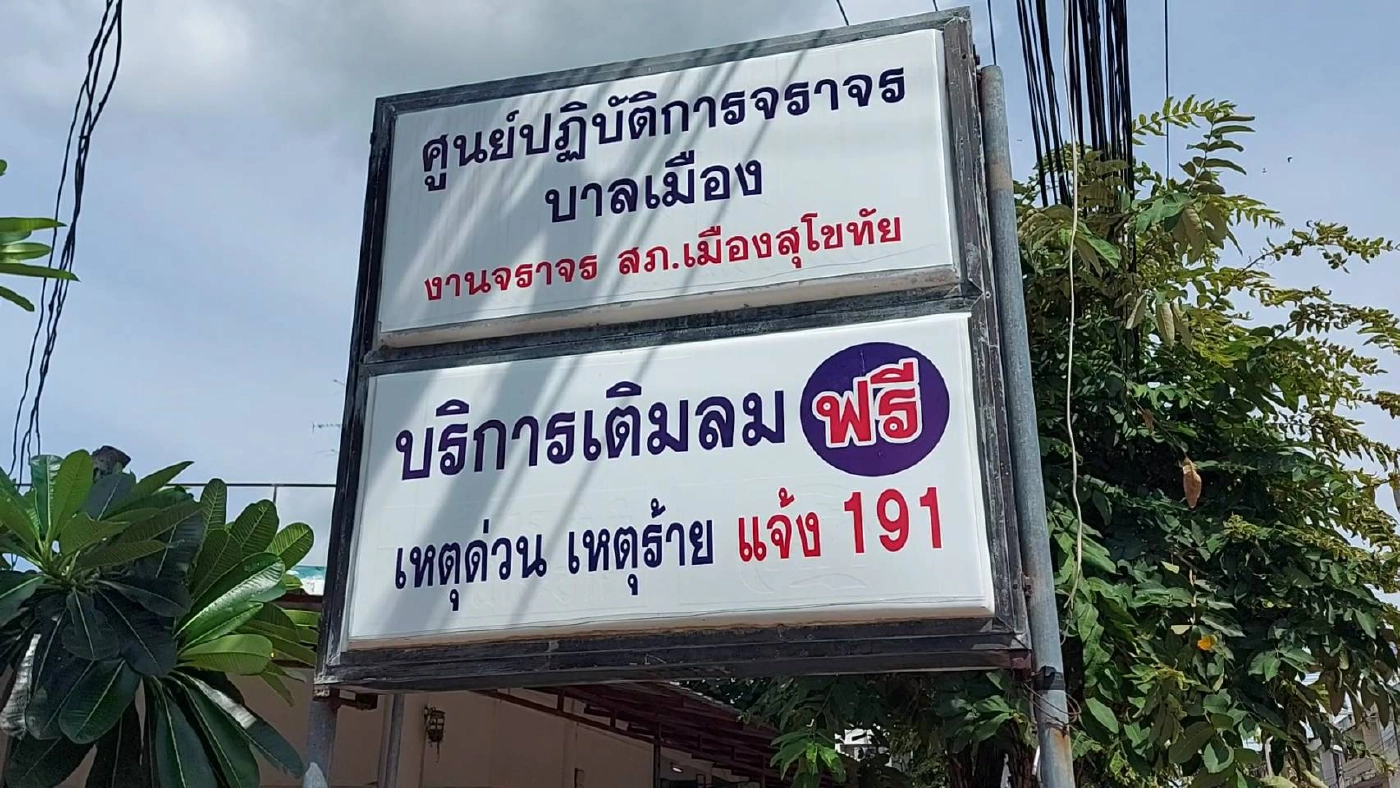 ศูนย์ปฏิบัติการจราจร
บาลเมือง
งานจราจร สภ.เมืองสุโขทัย
บริการเติมลม ฟรี
เหตุด่วน เหตุร้าย แจ้ง 191